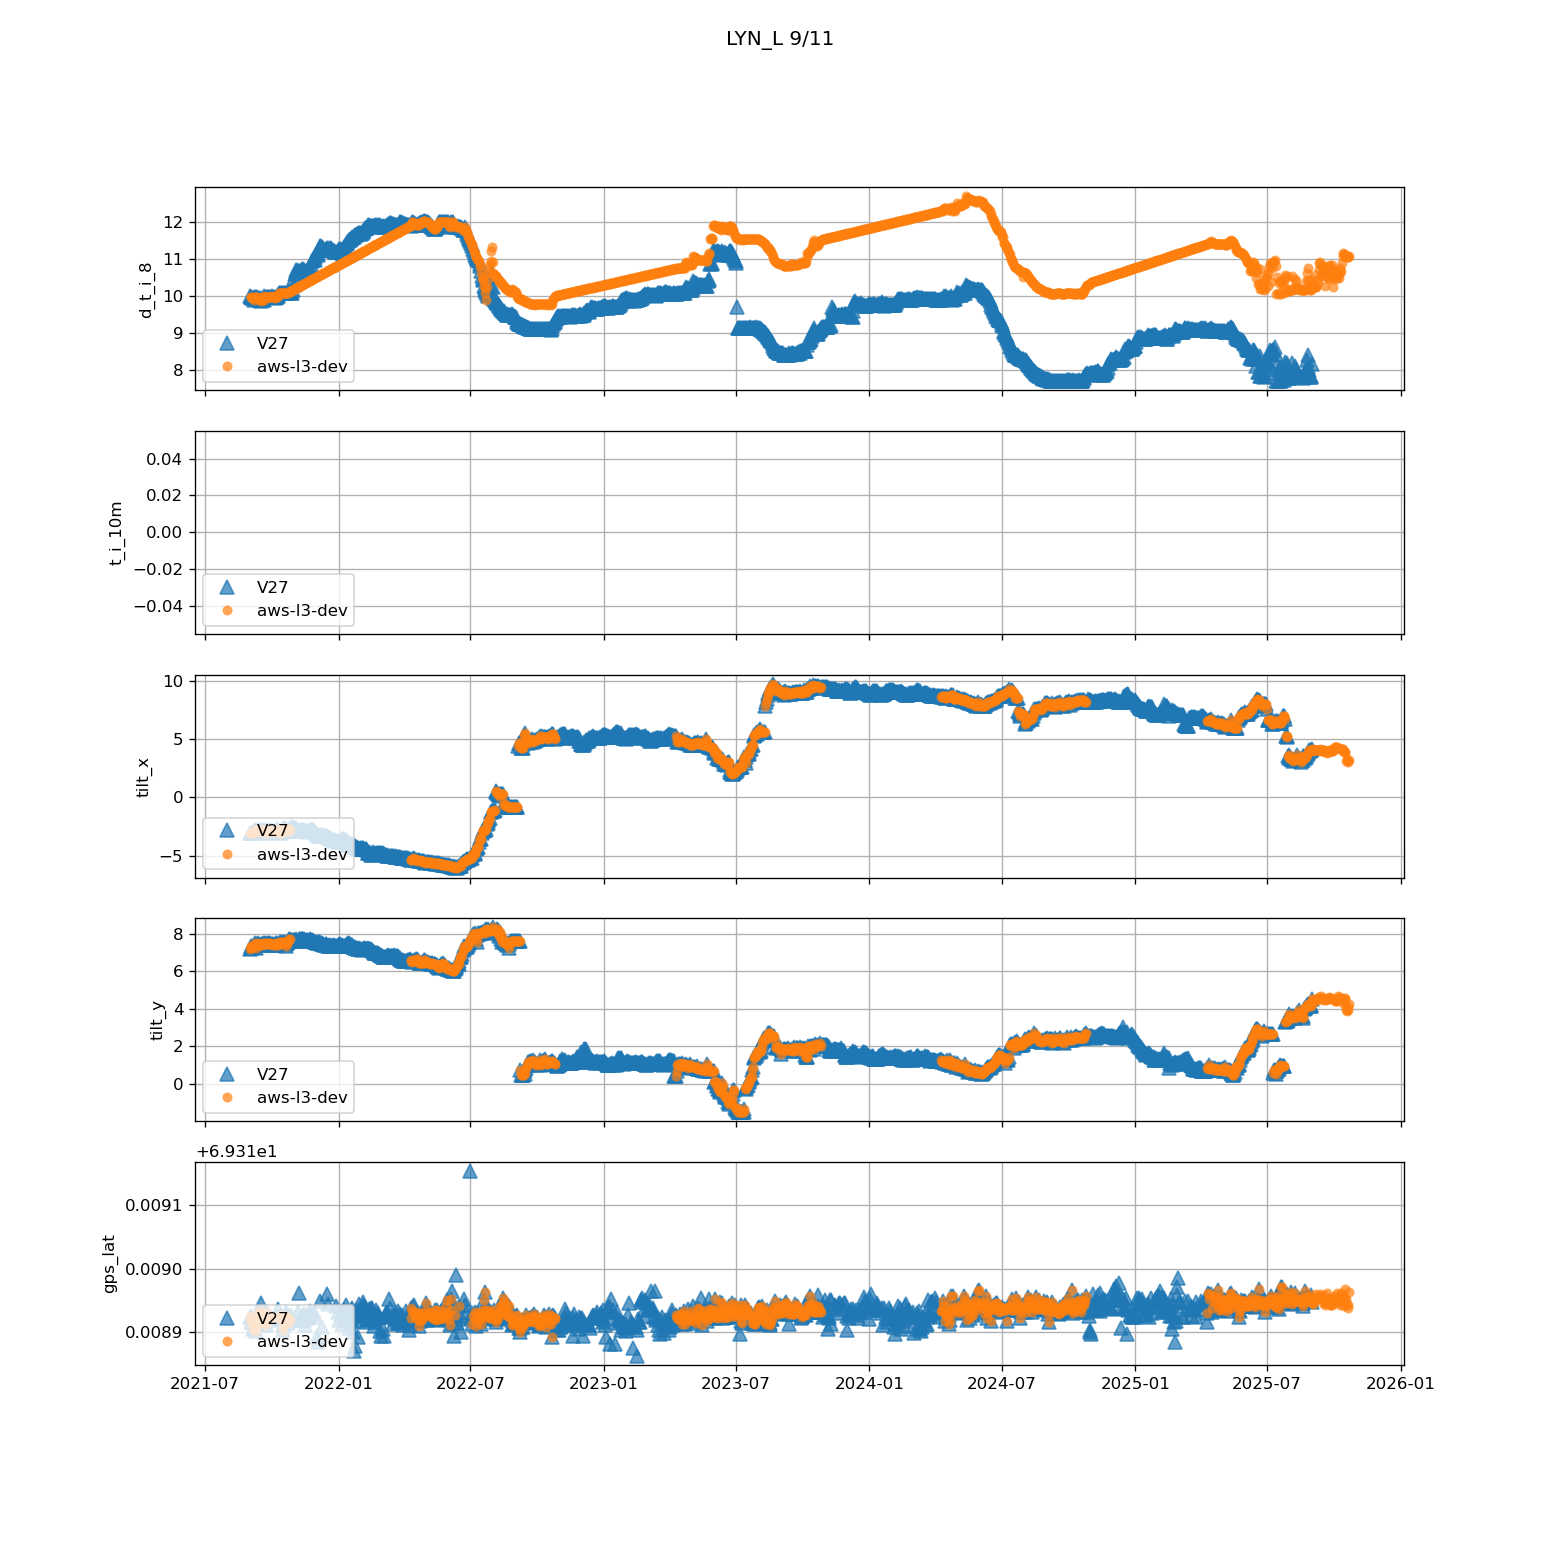 LYN_L 9/11
d_t_i_8
12
11
10
9
8
V27
aws-l3-dev
t_i_10m
0.04
0.02
0.00
−0.02
−0.04
V27
aws-l3-dev
tilt_x
10
5
0
−5
V27
aws-l3-dev
tilt_y
8
6
4
2
0
V27
aws-l3-dev
+6.931e1
gps_lat
0.0091
0.0090
0.0089
V27
aws-l3-dev
2021-07 2022-01 2022-07 2023-01 2023-07 2024-01 2024-07 2025-01 2025-07 2026-01